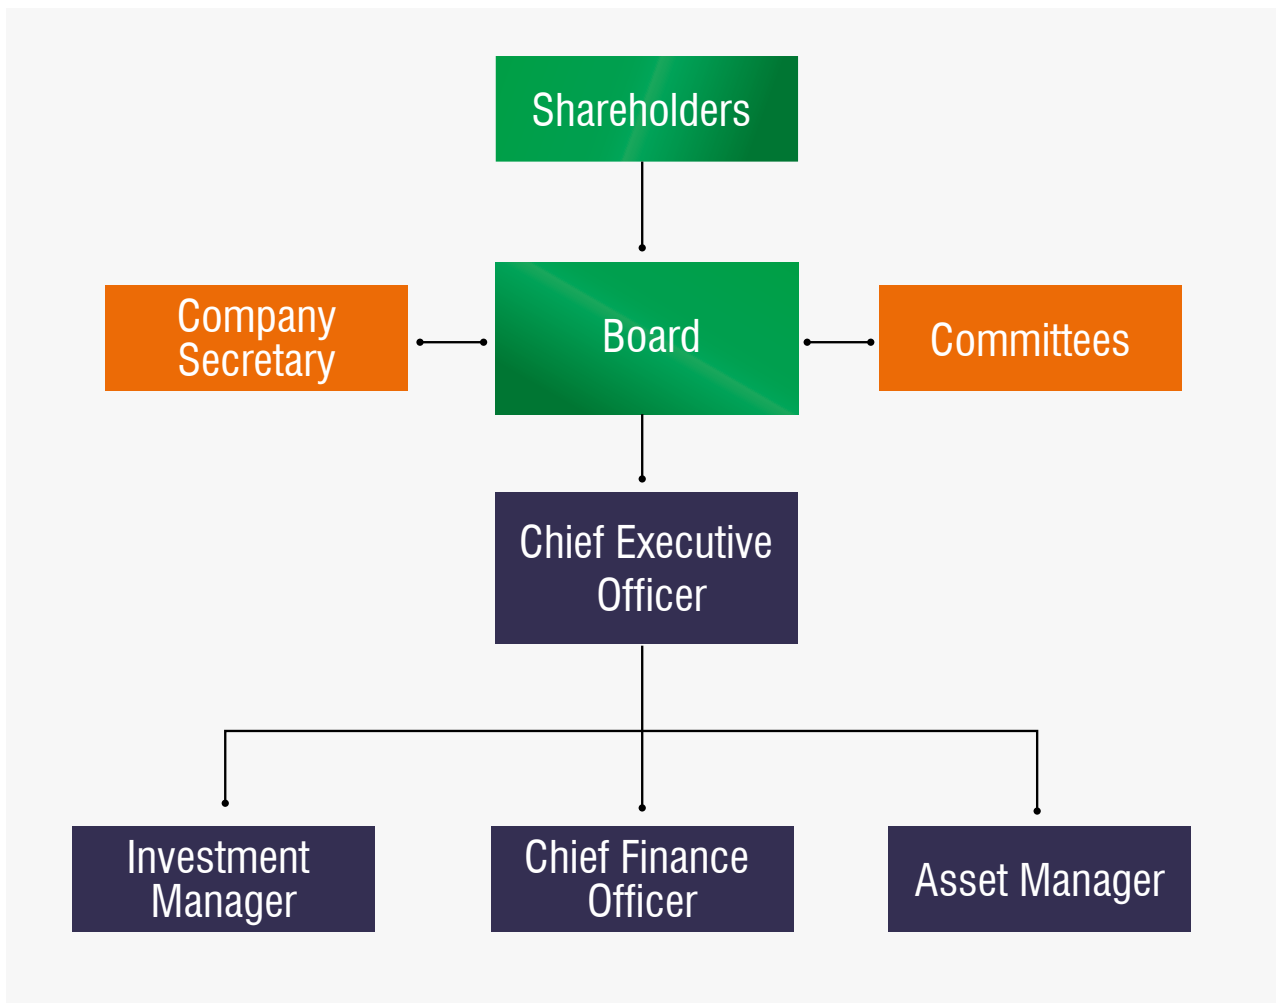 Shareholders
Company
Secretary
Board
Committees
Chief Executive
Officer
Investment
Manager
Chief Finance
Officer
Asset Manager